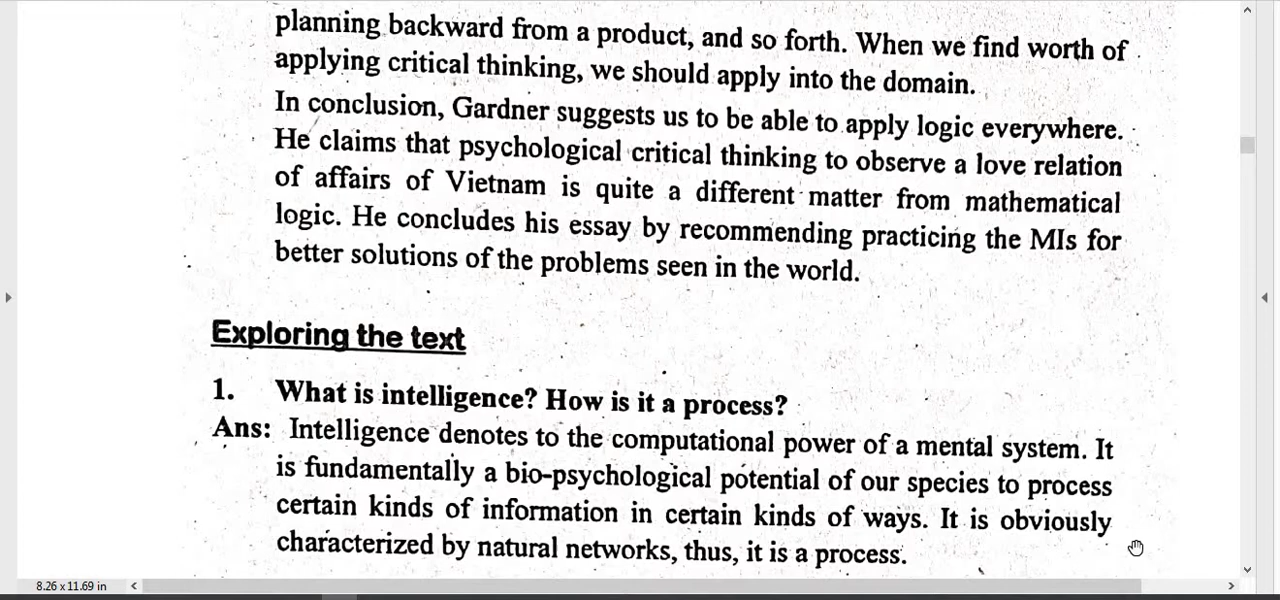 planning backward from a product, and so forth. When we find worth of
applying critical thinking, we should apply into the domain.
In conclusion, Gardner suggests us to be able to apply logic everywhere.
He claims that psychological critical thinking to observe a love relation
of affairs of Vietnam is quite a different matter from mathematical
logic. He concludes his essay by recommending practicing the MIs for
better solutions of the problems seen in the world.
Exploring the text
1. What is intelligence? How is it a process?
Ans: Intelligence denotes to the computational power of a mental system. It
is fundamentally a bio-psychological potential of our species to process
certain kinds of information in certain kinds of ways. It is obviously
characterized by natural networks, thus, it is a process.
8.26 x 11.69 in